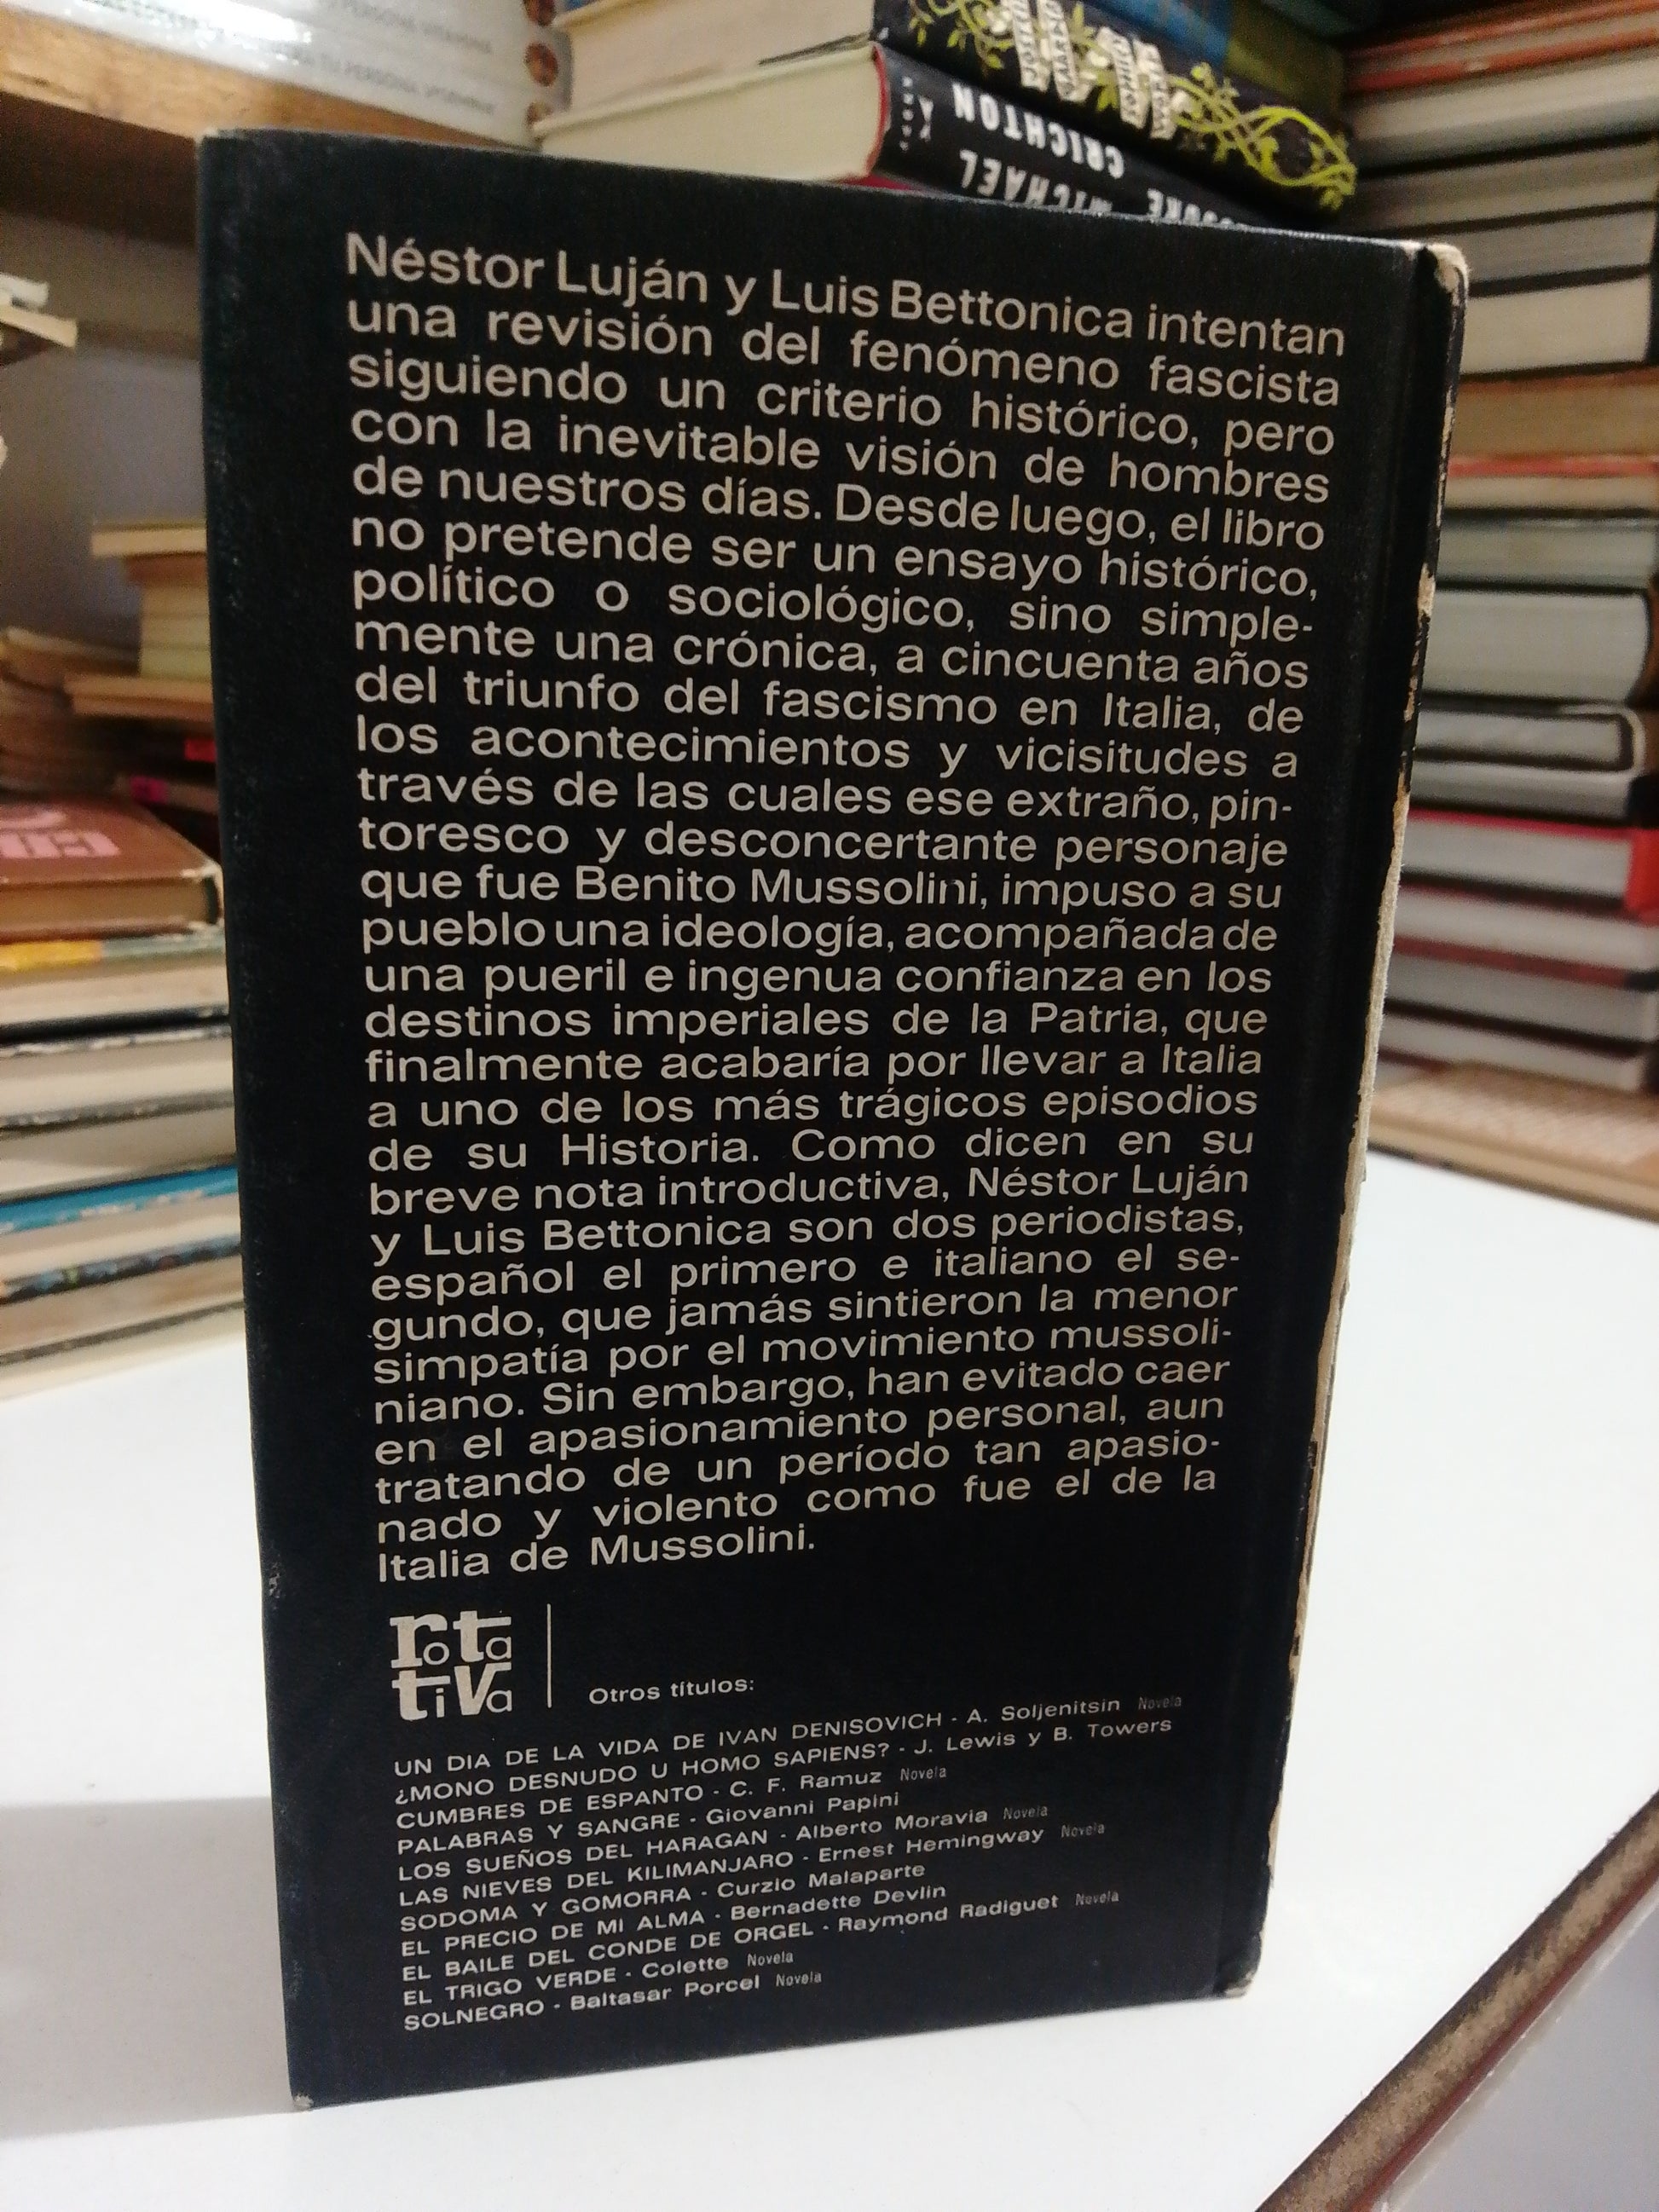 MICHAEL
CRICHTON
Néstor Luján y Luis Bettonica intentan
una revisión del fenómeno fascista
siguiendo un criterio histórico, pero
con la inevitable visión de hombres
de nuestros días. Desde luego, el libro
no pretende ser un ensayo histórico,
político o sociológico, sino simple-
mente una crónica, a cincuenta años
del triunfo del fascismo en Italia, de
los acontecimientos y vicisitudes a
través de las cuales ese extraño, pin-
toresco y desconcertante personaje
que fue Benito Mussolini, impuso a su
pueblo una ideología, acompañada de
una pueril e ingenua confianza en los
destinos imperiales de la Patria, que
finalmente acabaría por llevar a Italia
a uno de los más trágicos episodios
de su Historia. Como dicen en su
breve nota introductiva, Néstor Luján
y Luis Bettonica son dos periodistas,
español el primero e italiano el se-
gundo, que jamás sintieron la menor
simpatía por el movimiento mussoli-
niano. Sin embargo, han evitado caer
en el apasionamiento personal, aun
tratando de un período tan apasio-
nado y violento como fue el de la
Italia de Mussolini.
rota
tiva
Otros títulos:
UN DIA DE LA VIDA DE IVAN DENISOVICH - A. Soljenitsin Novela
¿MONO DESNUDO U HOMO SAPIENS? - J. Lewis y B. Towers
CUMBRES DE ESPANTO - C. F. Ramuz Novela
PALABRAS Y SANGRE - Giovanni Papini
LOS SUEÑOS DEL HARAGAN - Alberto Moravia Novela
LAS NIEVES DEL KILIMANJARO - Ernest Hemingway Novela
SODOMA Y GOMORRA - Curzio Malaparte
EL PRECIO DE MI ALMA - Bernadette Devlin
EL BAILE DEL CONDE DE ORGEL - Raymond Radiguet Novela
EL TRIGO VERDE - Colette Novela
SOLNEGRO - Baltasar Porcel Novela